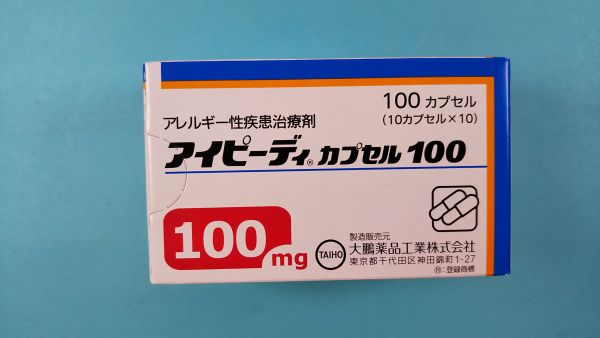 100 カプセル
(10カプセル×10)
アレルギー性疾患治療剤
アイピーディ® カプセル 100
100mg
製造販売元
TAIHO 大鵬薬品工業株式会社
東京都千代田区神田錦町1-27
Ⓡ:登録商標